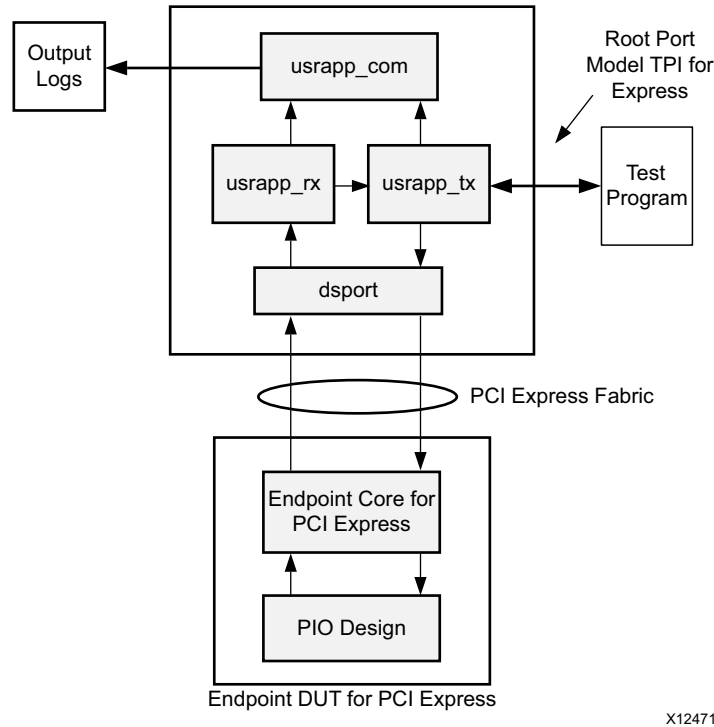 Output
Logs
usrapp_com
Root Port
Model TPI for
Express
usrapp_rx
usrapp_tx
Test
Program
dsport
PCI Express Fabric
Endpoint Core for
PCI Express
PIO Design
Endpoint DUT for PCI Express
X12471